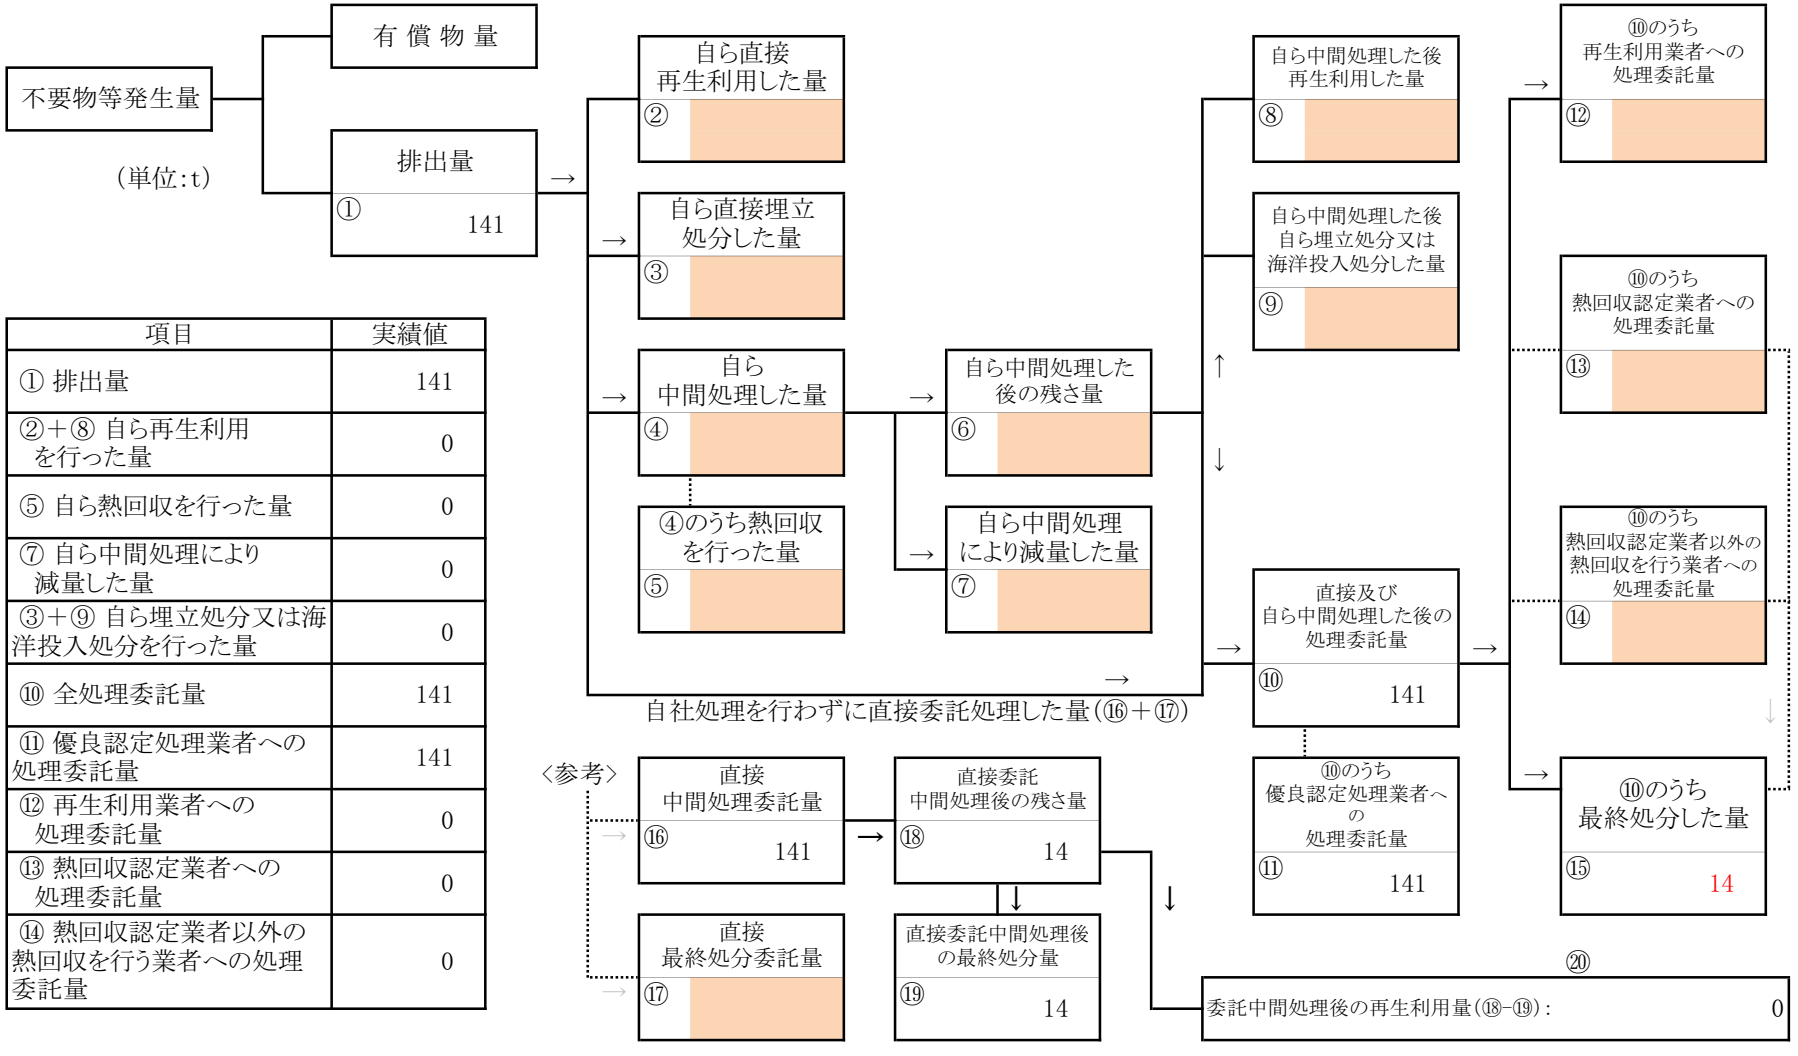 有 償 物 量
不要物等発生量
(単位:t)
排出量
→
①
141
自ら直接
再生利用した量
②
→
自ら直接埋立
処分した量
③
→
自ら
中間処理した量
④
④のうち熱回収
を行った量
⑤
→
自ら中間処理した
後の残さ量
⑥
→
自ら中間処理
により減量した量
⑦
↑
↓
自ら中間処理した後
再生利用した量
⑧
自ら中間処理した後
自ら埋立処分又は
海洋投入処分した量
⑨
→
自社処理を行わずに直接委託処理した量(⑯+⑰)
→
直接及び
自ら中間処理した後の
処理委託量
⑩
141
→
⑩のうち
優良認定処理業者へ
の
処理委託量
⑪
141
→
⑩のうち
再生利用業者への
処理委託量
⑫
⑩のうち
熱回収認定業者への
処理委託量
⑬
⑩のうち
熱回収認定業者以外の
熱回収を行う業者への
処理委託量
⑭
↓
→
⑩のうち
最終処分した量
⑮
14
項目 実績値
① 排出量 141
②+⑧ 自ら再生利用
を行った量 0
⑤ 自ら熱回収を行った量 0
⑦ 自ら中間処理により
減量した量 0
③+⑨ 自ら埋立処分又は海
洋投入処分を行った量 0
⑩ 全処理委託量 141
⑪ 優良認定処理業者への
処理委託量 141
⑫ 再生利用業者への
処理委託量 0
⑬ 熱回収認定業者への
処理委託量 0
⑭ 熱回収認定業者以外の
熱回収を行う業者への処理
委託量 0
<参考>
→
直接
中間処理委託量
⑯
141
→
直接委託
中間処理後の残さ量
⑱
14
↓
↓
→
直接
最終処分委託量
⑰
直接委託中間処理後
の最終処分量
⑲
14
⑳
委託中間処理後の再生利用量(⑱-⑲): 0